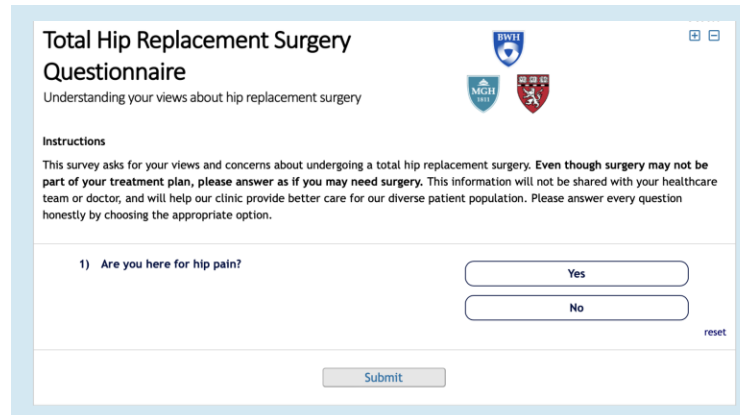 Total Hip Replacement Surgery
Questionnaire
Understanding your views about hip replacement surgery
BWH
MGH
1811
Instructions
This survey asks for your views and concerns about undergoing a total hip replacement surgery. Even though surgery may not be
part of your treatment plan, please answer as if you may need surgery. This information will not be shared with your healthcare
team or doctor, and will help our clinic provide better care for our diverse patient population. Please answer every question
honestly by choosing the appropriate option.
1) Are you here for hip pain?
Yes
No
reset
Submit